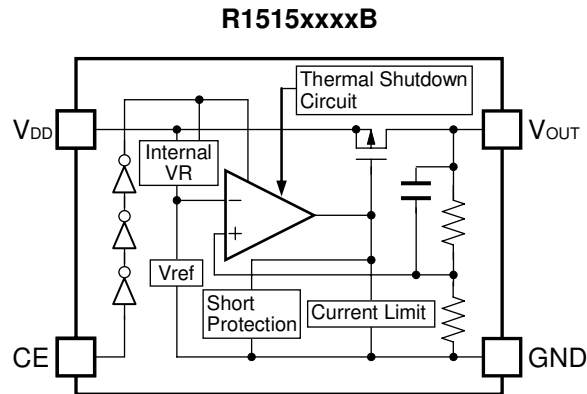 R1515xxxxB
Thermal Shutdown
Circuit
VDD
VOUT
Internal
VR
−
+
Vref
Short
Protection
Current Limit
CE
GND